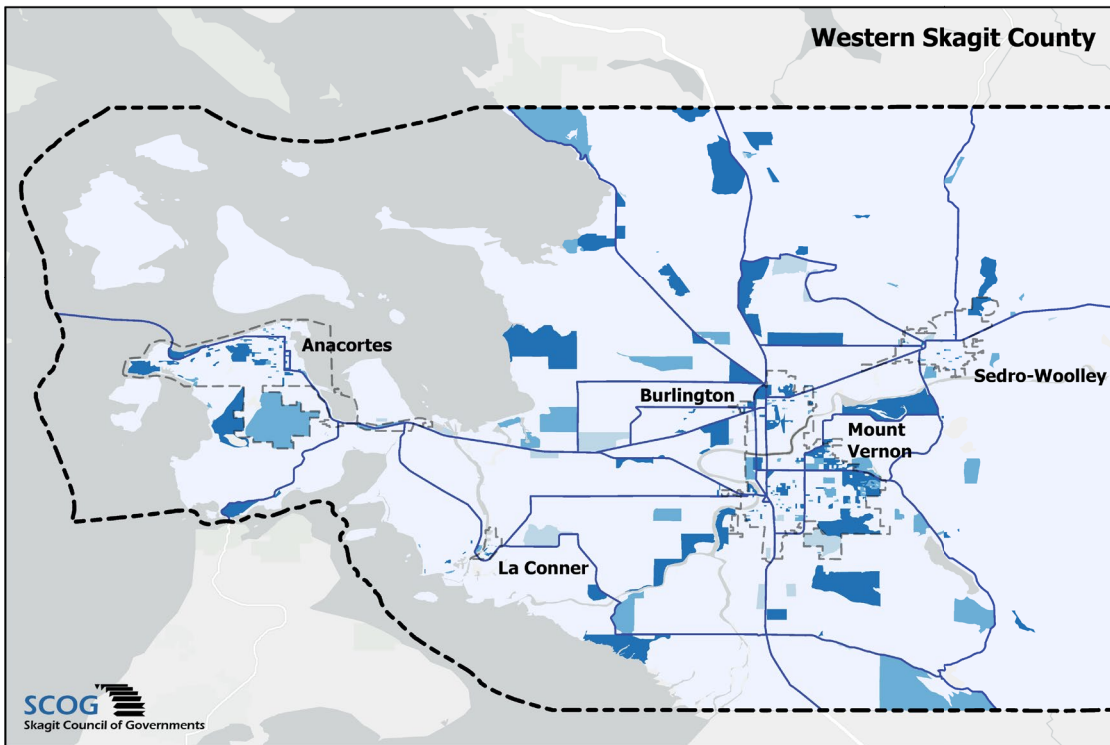 Western Skagit County
Anacortes
Burlington
Sedro-Woolley
Mount
Vernon
La Conner
SCOG
Skagit Council of Governments